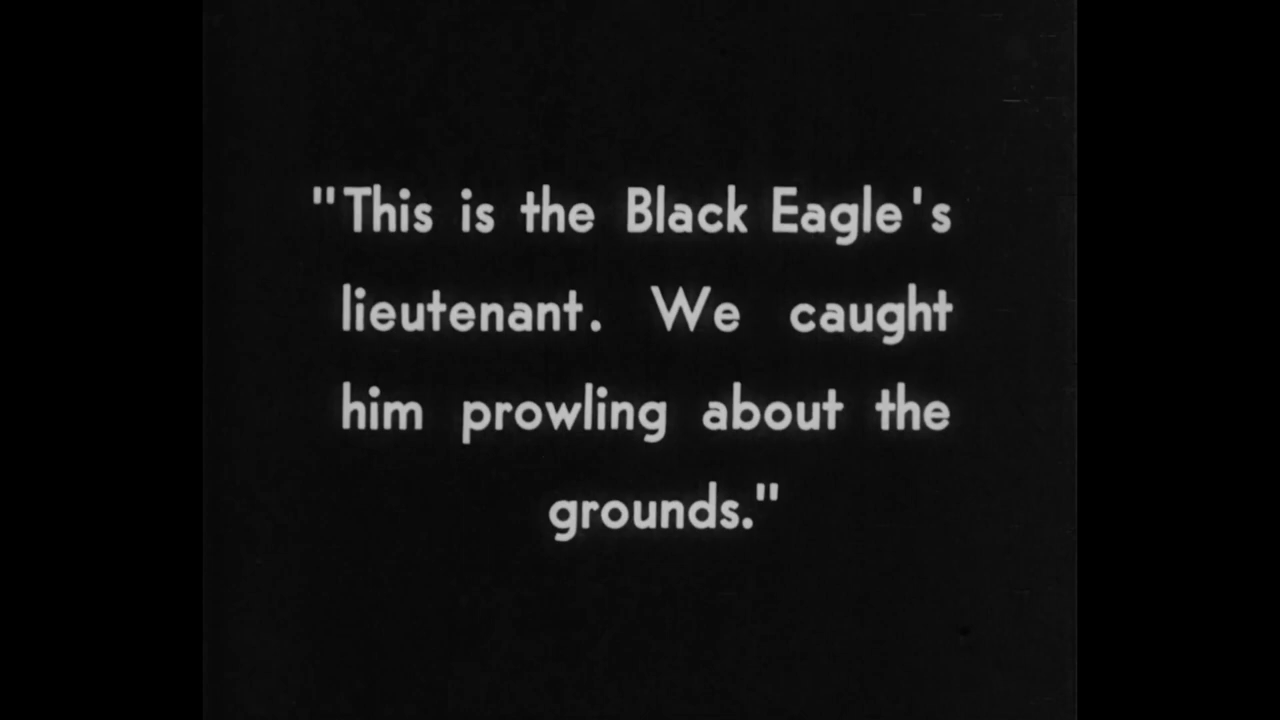 "This is the Black Eagle's
lieutenant. We caught
him prowling about the
grounds."